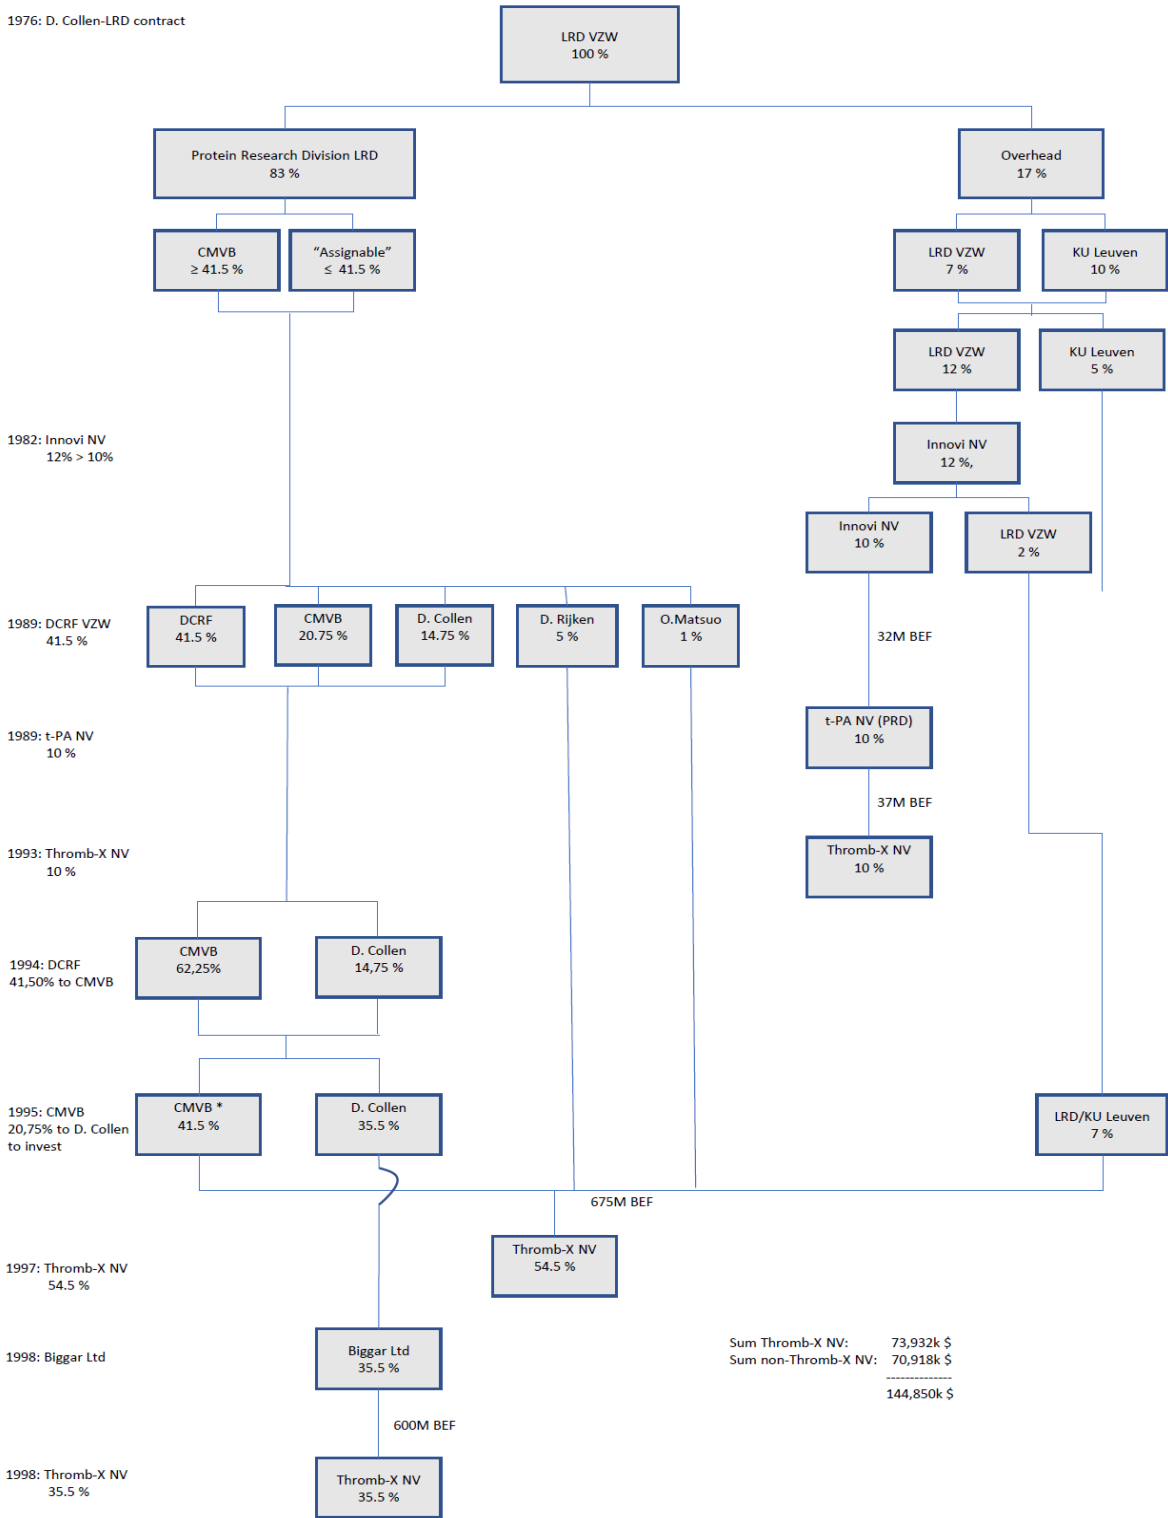 1976: D. Collen-LRD contract
LRD VZW
100 %
Protein Research Division LRD
83 %
Overhead
17 %
CMVB
≥ 41.5 %
“Assignable”
≤ 41.5 %
LRD VZW
7 %
KU Leuven
10 %
LRD VZW
12 %
KU Leuven
5 %
1982: Innovi NV
12% > 10%
Innovi NV
12 %,
Innovi NV
10 %
LRD VZW
2 %
1989: DCRF VZW
41.5 %
DCRF
41.5 %
CMVB
20.75 %
D. Collen
14.75 %
D. Rijken
5 %
O.Matsuo
1 %
32M BEF
1989: t-PA NV
10 %
t-PA NV (PRD)
10 %
37M BEF
1993: Thromb-X NV
10 %
Thromb-X NV
10 %
1994: DCRF
41,50% to CMVB
CMVB
62,25%
D. Collen
14,75 %
1995: CMVB
20,75% to D. Collen
to invest
CMVB *
41.5 %
D. Collen
35.5 %
LRD/KU Leuven
7 %
675M BEF
1997: Thromb-X NV
54.5 %
Thromb-X NV
54.5 %
1998: Biggar Ltd
Biggar Ltd
35.5 %
Sum Thromb-X NV: 73,932k $
Sum non-Thromb-X NV: 70,918k $
--------------
144,850k $
600M BEF
1998: Thromb-X NV
35.5 %
Thromb-X NV
35.5 %